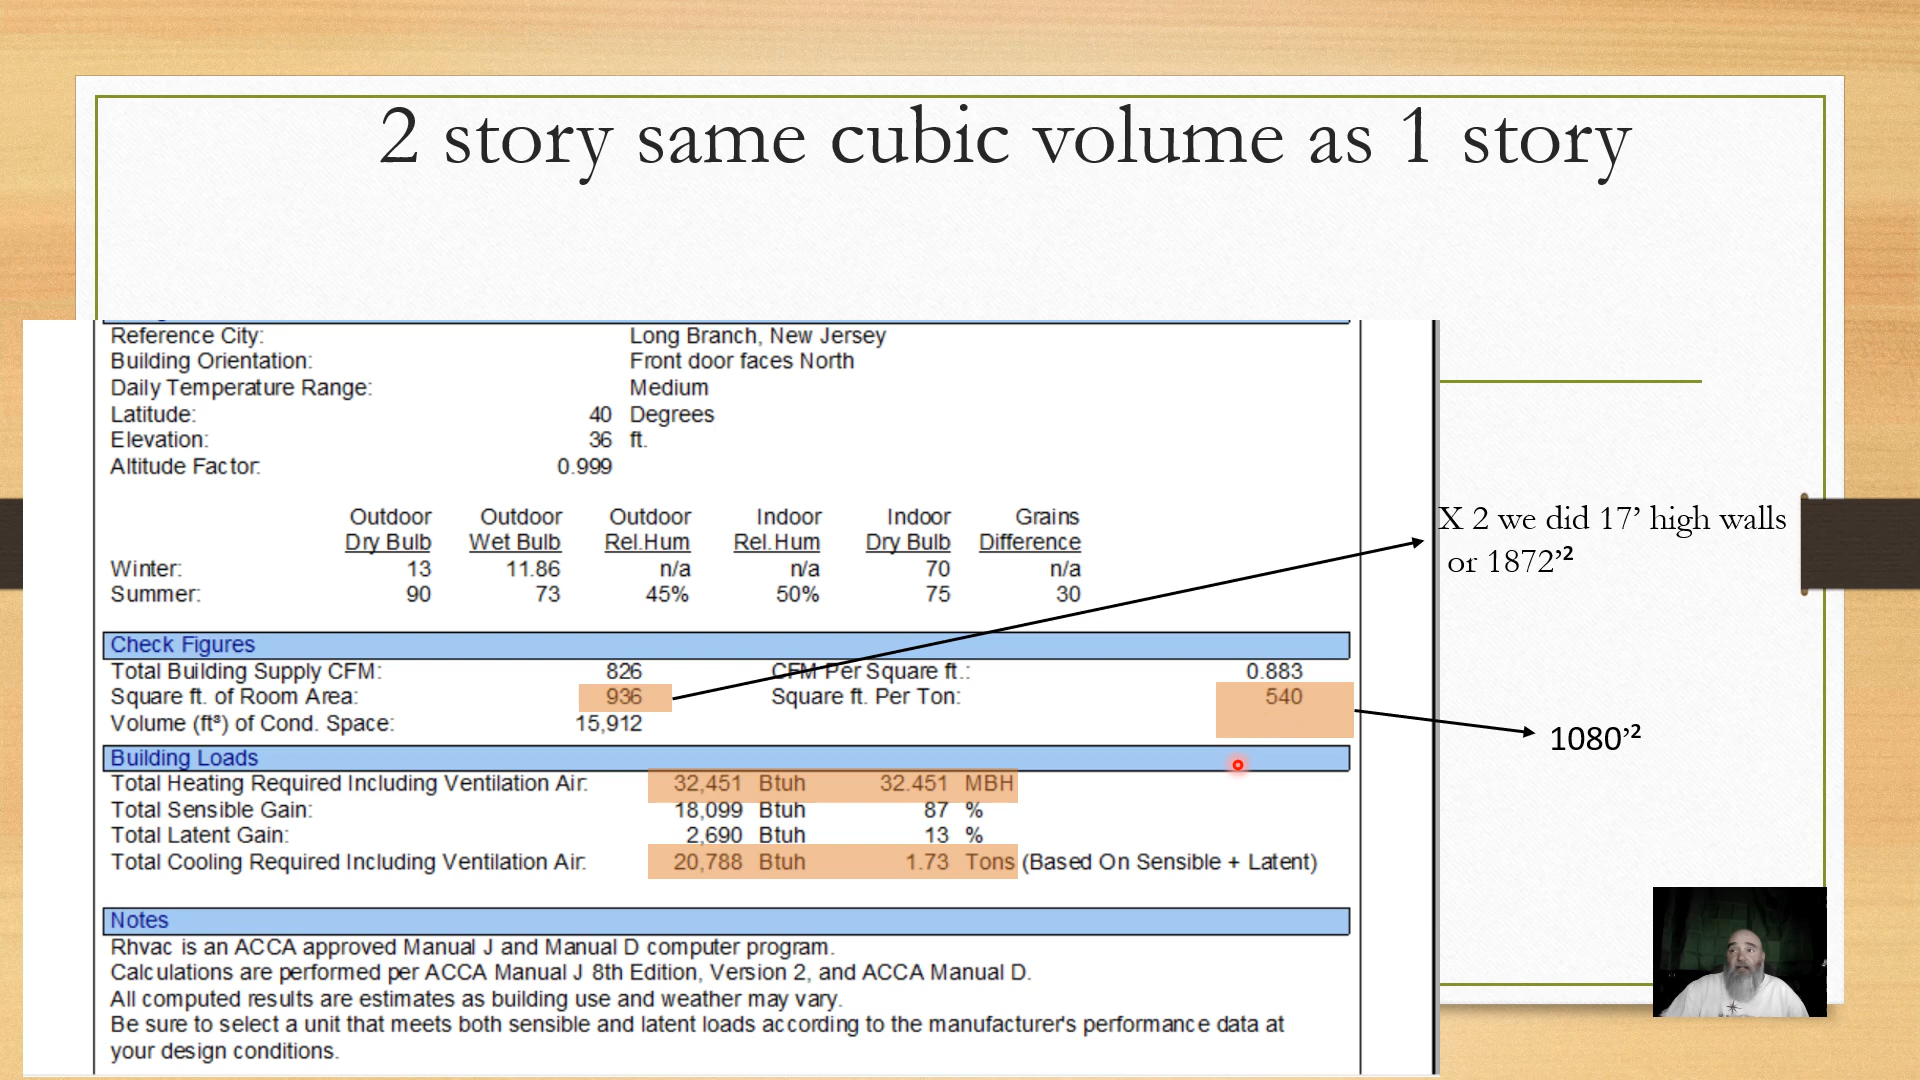 2 story same cubic volume as 1 story
Reference City: Long Branch, New Jersey
Building Orientation: Front door faces North
Daily Temperature Range: Medium
Latitude: 40 Degrees
Elevation: 36 ft.
Altitude Factor: 0.999
Outdoor Outdoor Outdoor Indoor Indoor Grains
Dry Bulb Wet Bulb Rel.Hum Rel.Hum Dry Bulb Difference
Winter: 13 11.86 n/a n/a 70 n/a
Summer: 90 73 45% 50% 75 30
X 2 we did 17’ high walls
or 1872’²
Check Figures
Total Building Supply CFM: 826 CFM Per Square ft.: 0.883
Square ft. of Room Area: 936 Square ft. Per Ton: 540
Volume (ft³) of Cond. Space: 15,912
1080’²
Building Loads
Total Heating Required Including Ventilation Air: 32,451 Btuh 32.451 MBH
Total Sensible Gain: 18,099 Btuh 87 %
Total Latent Gain: 2,690 Btuh 13 %
Total Cooling Required Including Ventilation Air: 20,788 Btuh 1.73 Tons (Based On Sensible + Latent)
Notes
Rhvac is an ACCA approved Manual J and Manual D computer program.
Calculations are performed per ACCA Manual J 8th Edition, Version 2, and ACCA Manual D.
All computed results are estimates as building use and weather may vary.
Be sure to select a unit that meets both sensible and latent loads according to the manufacturer's performance data at
your design conditions.